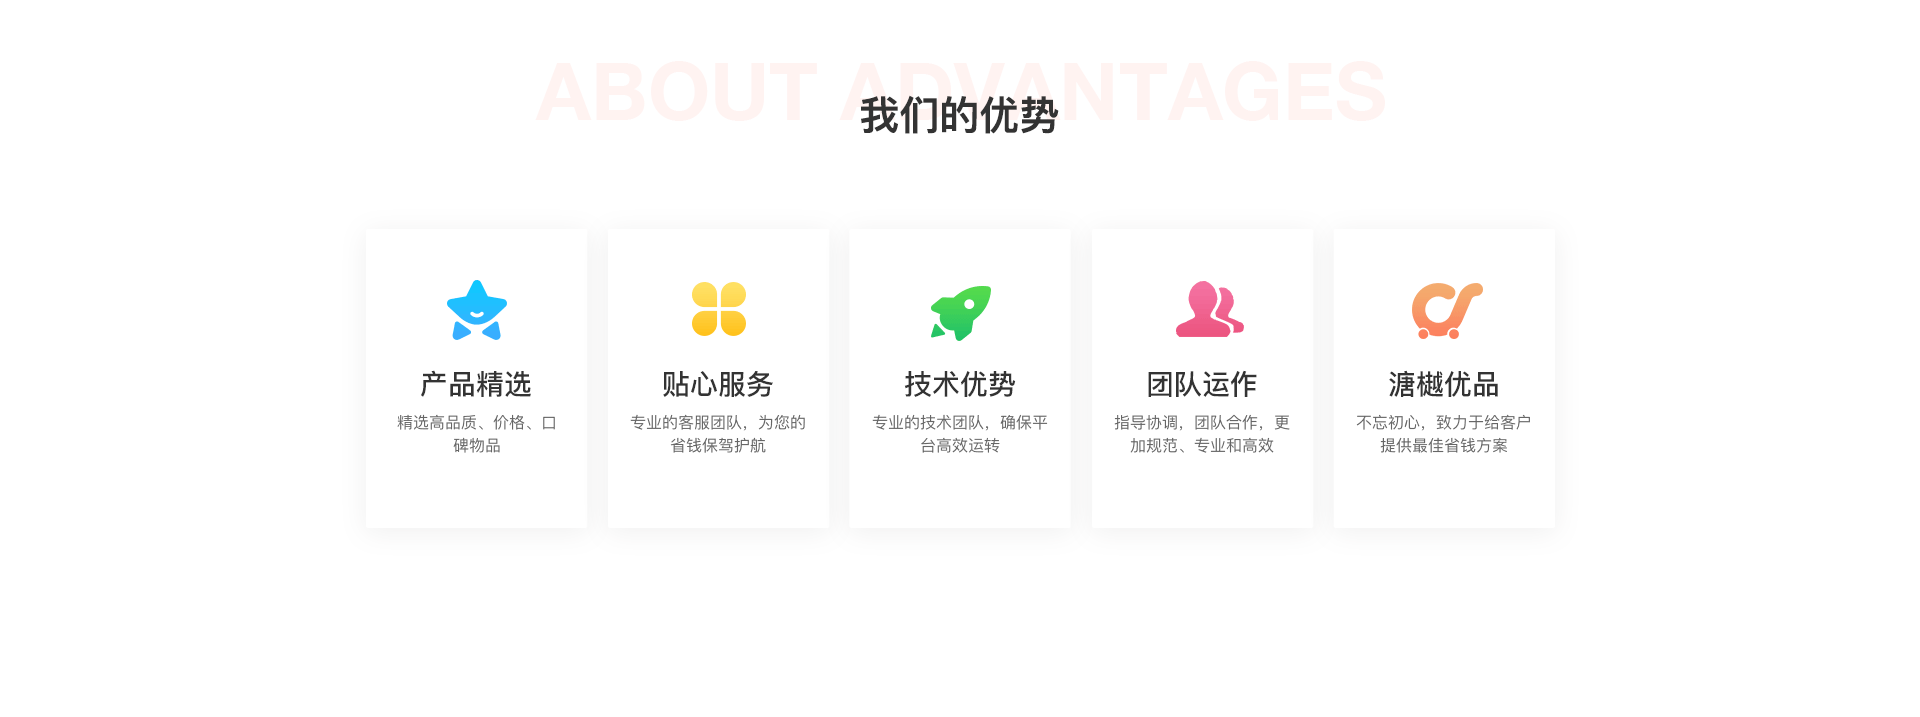 ABOUT ADVANTAGES
我们的优势
产品精选
精选高品质、价格、口
碑物品
贴心服务
专业的客服团队，为您的
省钱保驾护航
技术优势
专业的技术团队，确保平
台高效运转
团队运作
指导协调，团队合作，更
加规范、专业和高效
溏樾优品
不忘初心，致力于给客户
提供最佳省钱方案